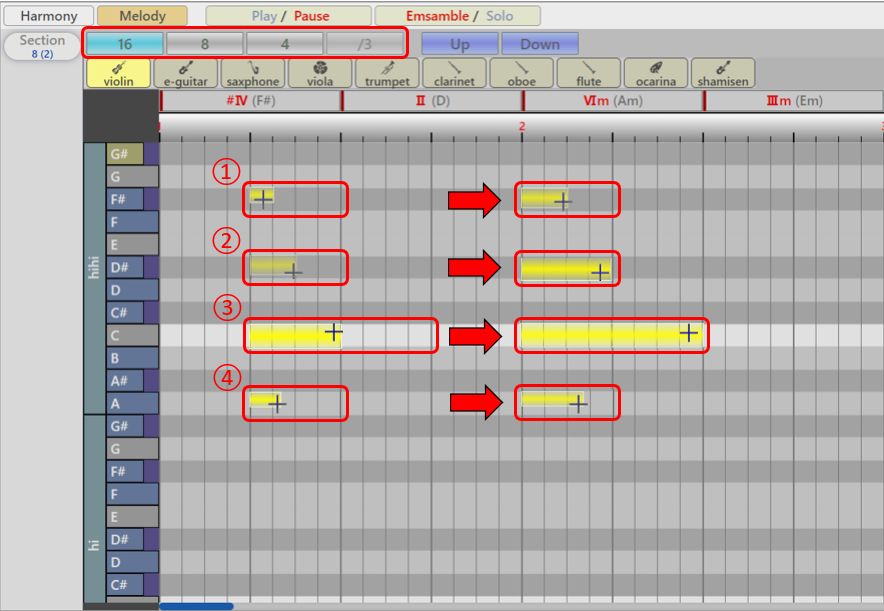 Harmony Melody Play / Pause Emsamble / Solo
Section 16 8 4 /3 Up Down
8 (2)
violin e-guitar saxphone viola trumpet clarinet oboe flute ocarina shamisen
#Ⅳ (F#) Ⅱ (D) Ⅵm (Am) Ⅲm (Em)
2
G#
G
①
F#
F
②
E
hihi
D#
D
C#
③
C
B
A#
④
A
G#
G
F#
F
E
hi
D#
D
C#